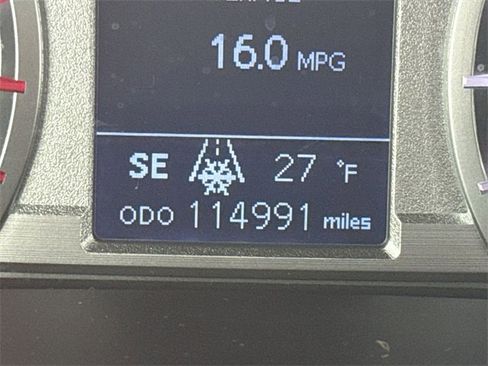 16.0 MPG
SE 27 °F
ODO 114991 miles